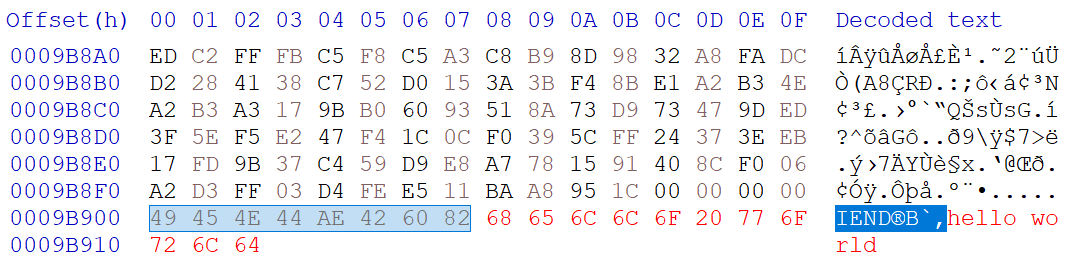 Offset(h) 00 01 02 03 04 05 06 07 08 09 0A 0B 0C 0D 0E 0F Decoded text
0009B8A0 ED C2 FF FB C5 F8 C5 A3 C8 B9 8D 98 32 A8 FA DC íÂÿûÅøÅ£È¹.˜2¨úÜ
0009B8B0 D2 28 41 38 C7 52 D0 15 3A 3B F4 8B E1 A2 B3 4E Ò(A8ÇRÐ.:;ô‹á¢³N
0009B8C0 A2 B3 A3 17 9B B0 60 93 51 8A 73 D9 73 47 9D ED ¢³£.›°`“QŠsÙsG.í
0009B8D0 3F 5E F5 E2 47 F4 1C 0C F0 39 5C FF 24 37 3E EB ?^õâGô..ð9\ÿ$7>ë
0009B8E0 17 FD 9B 37 C4 59 D9 E8 A7 78 15 91 40 8C F0 06 .ý›7ÄYÙè§x.‘@Œð.
0009B8F0 A2 D3 FF 03 D4 FE E5 11 BA A8 95 1C 00 00 00 00 ¢Óÿ.Ôþå.º¨•.....
0009B900 49 45 4E 44 AE 42 60 82 68 65 6C 6C 6F 20 77 6F IEND®B`‚hello wo
0009B910 72 6C 64 rld